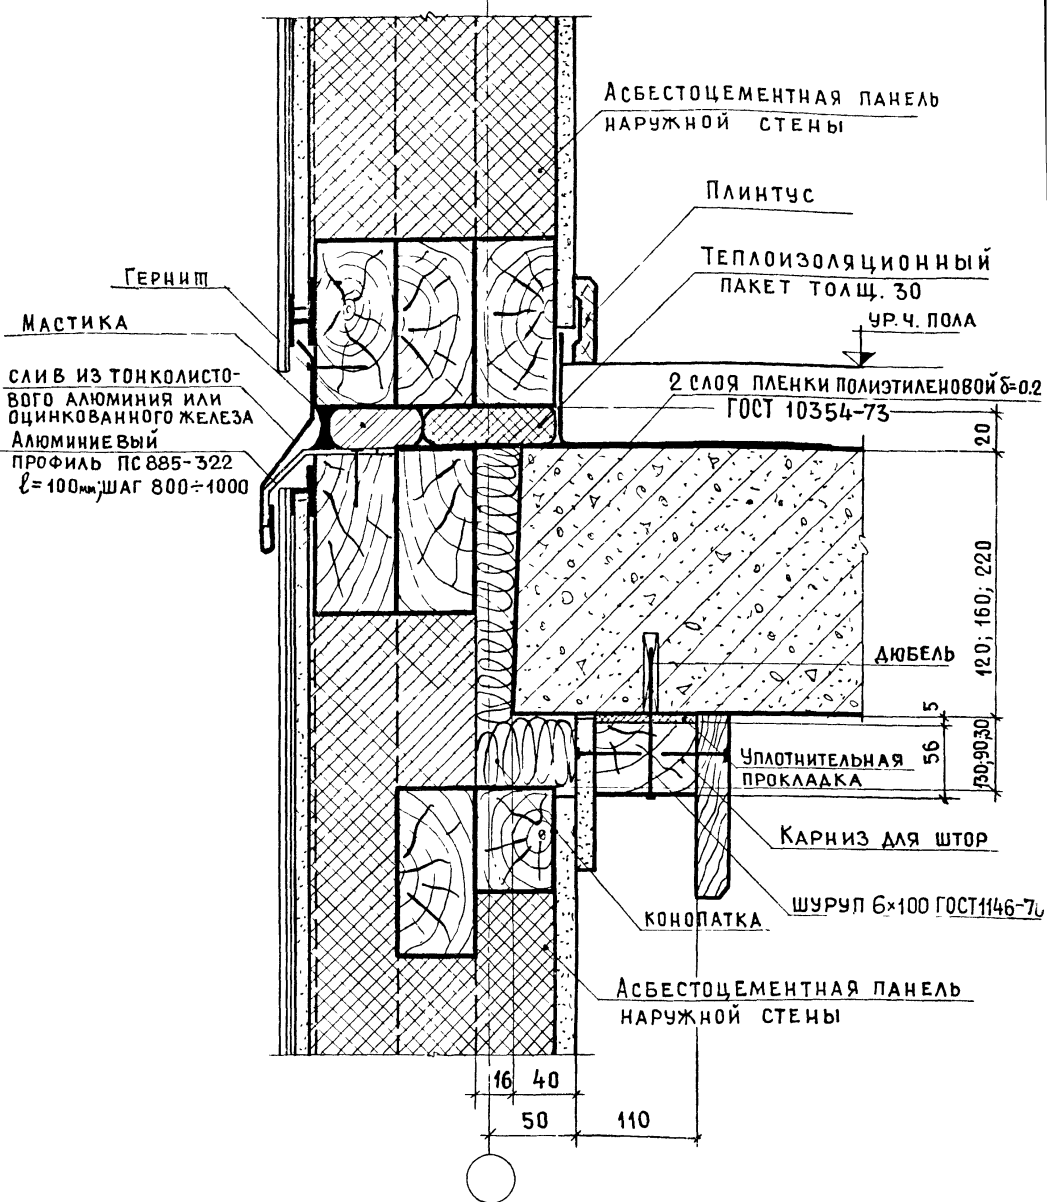 Асбестоцементная панель
наружной стены
Плинтус
Теплоизоляционный
пакет толщ. 30
Ур. ч. пола
Гернит
Мастика
Слив из тонколисто-
вого алюминия или
оцинкованного железа
Алюминиевый
профиль ПС 885-322
ℓ=100мм; шаг 800÷1000
2 слоя пленки полиэтиленовой δ=0.2
ГОСТ 10354-73
20
120; 160; 220
Дюбель
5
56
130;90;30
Уплотнительная
прокладка
Карниз для штор
Шуруп 6×100 ГОСТ1146-7
Конопатка
Асбестоцементная панель
наружной стены
16 40
50 110